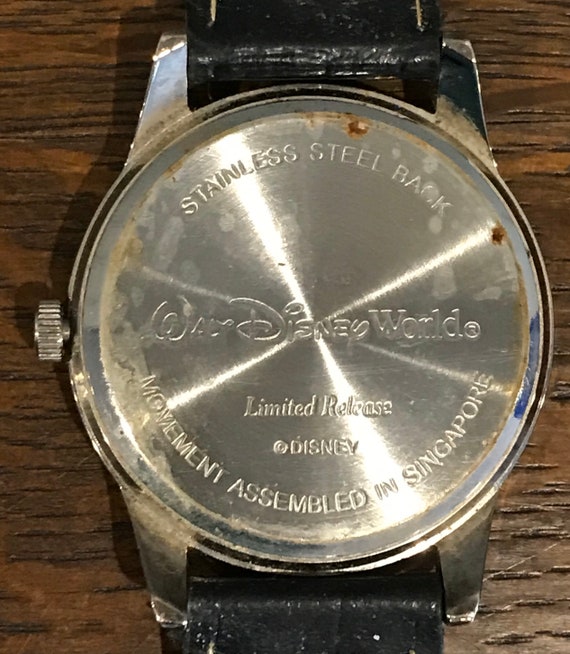 STAINLESS STEEL BACK
Walt Disney World®
Limited Release
©DISNEY
MOVEMENT ASSEMBLED IN SINGAPORE